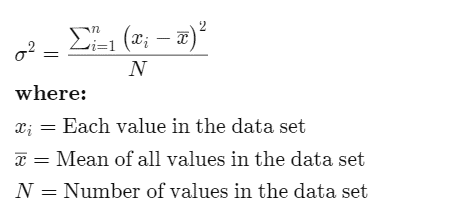 σ² = ∑ⁿᵢ₌₁ (xᵢ − x̄)² / N
where:
xᵢ = Each value in the data set
x̄ = Mean of all values in the data set
N = Number of values in the data set